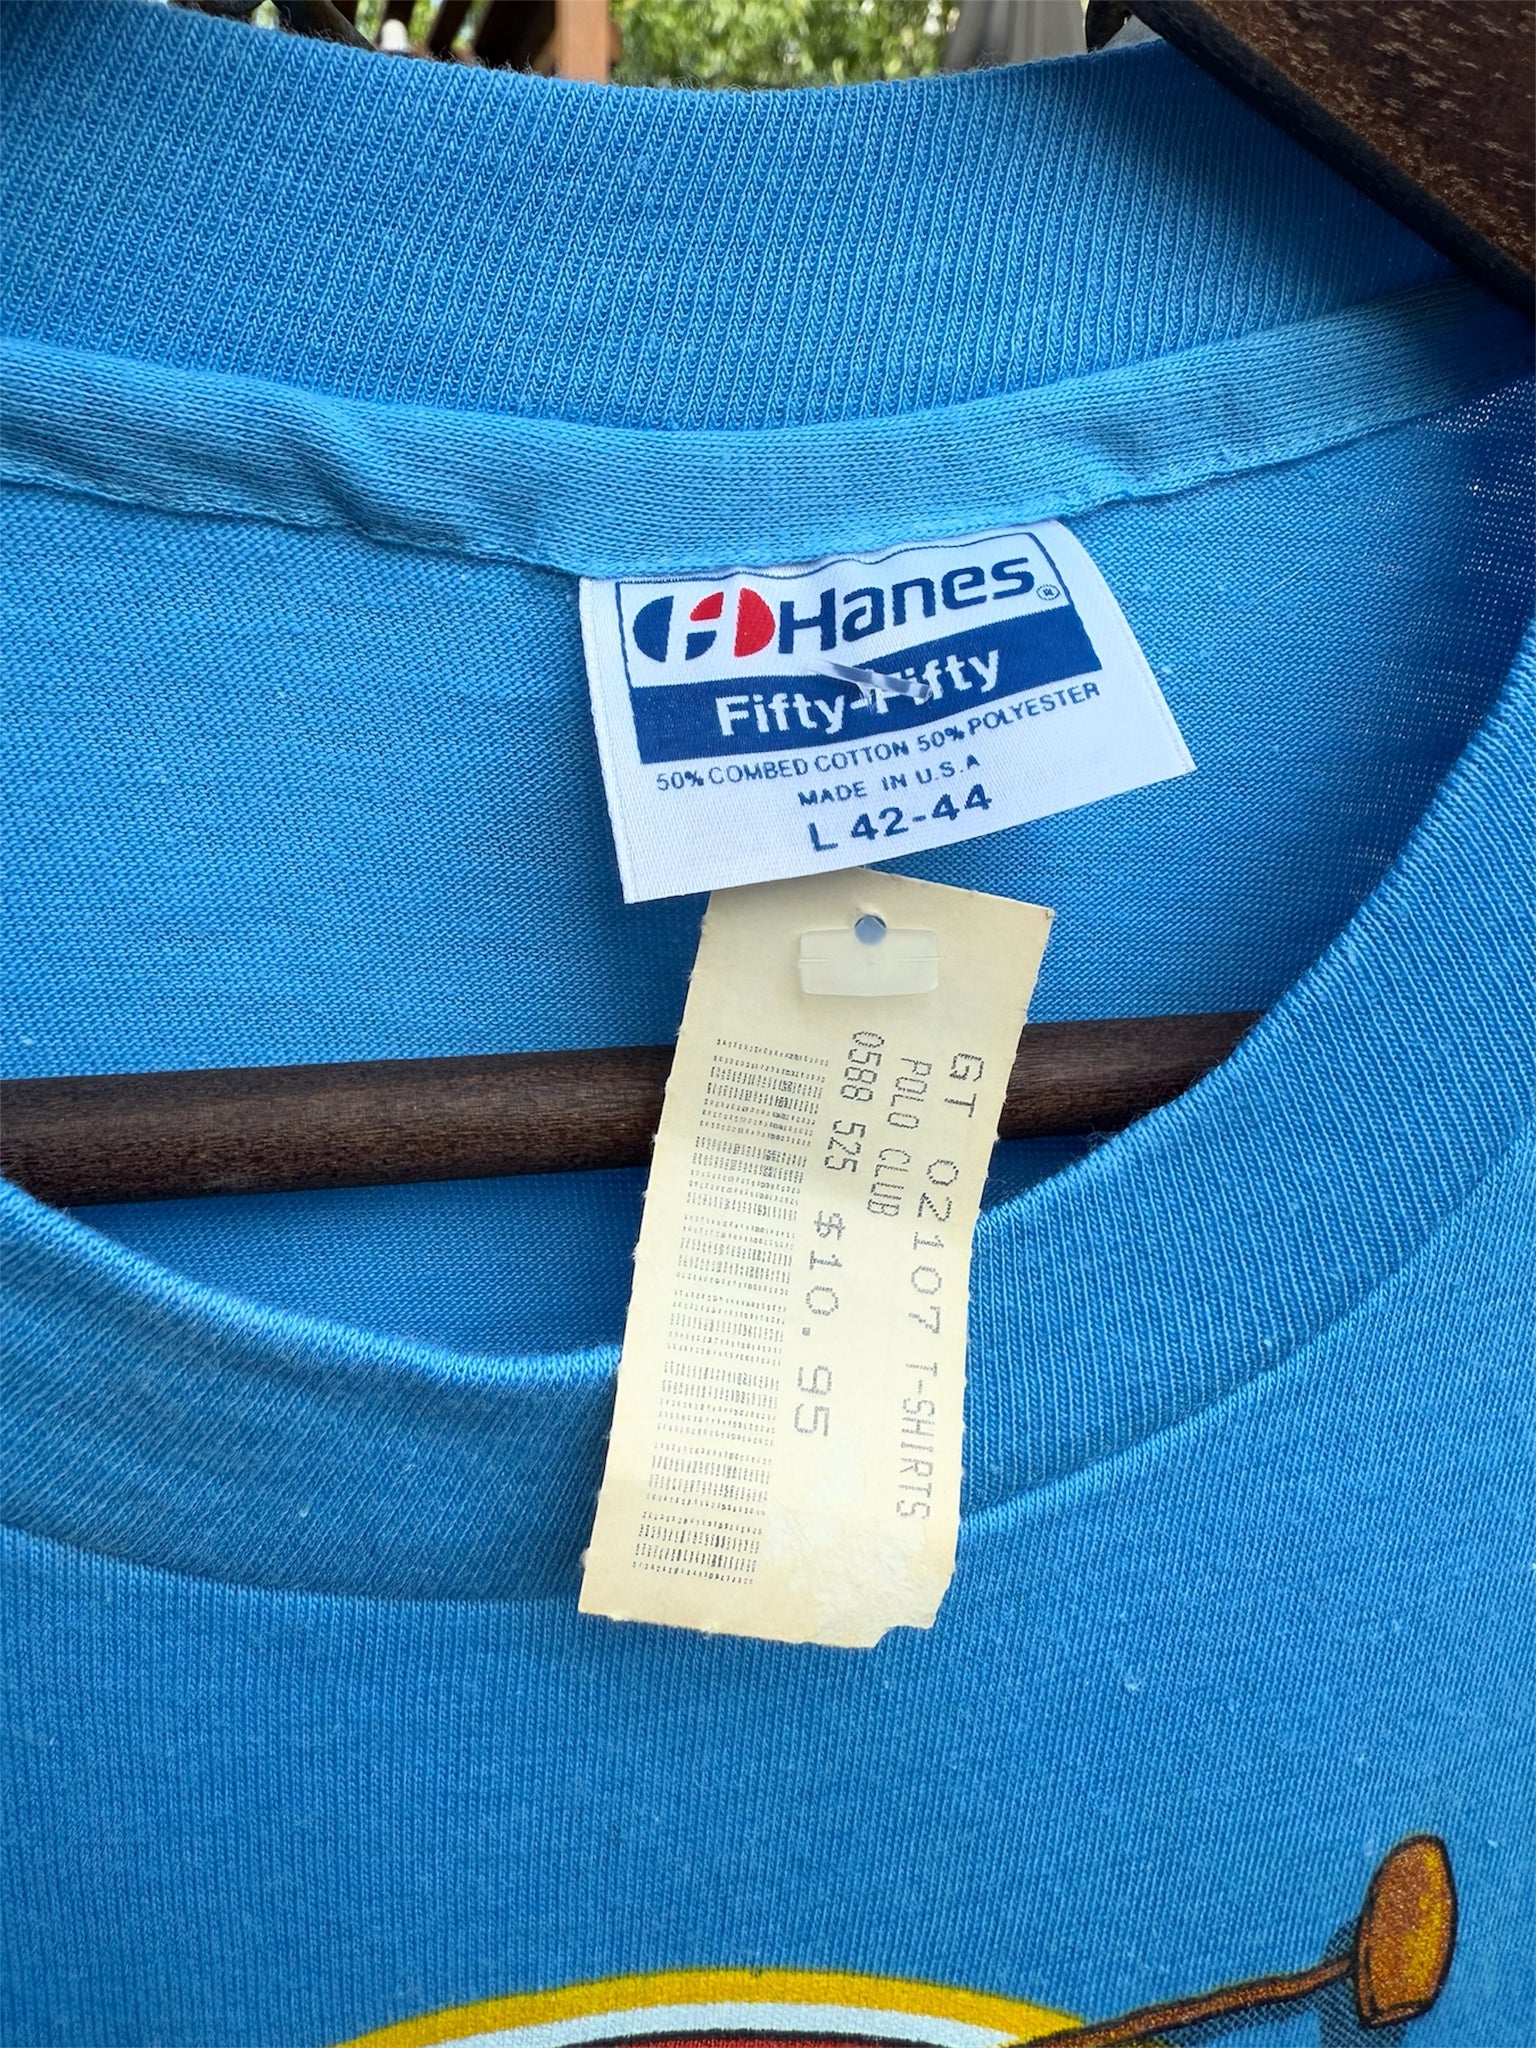 Hanes®
Fifty-Fifty
50% COMBED COTTON 50% POLYESTER
MADE IN U.S.A
L 42-44
GT 02107 T-SHIRTS
POLO CLUB
0588 525 $10.95